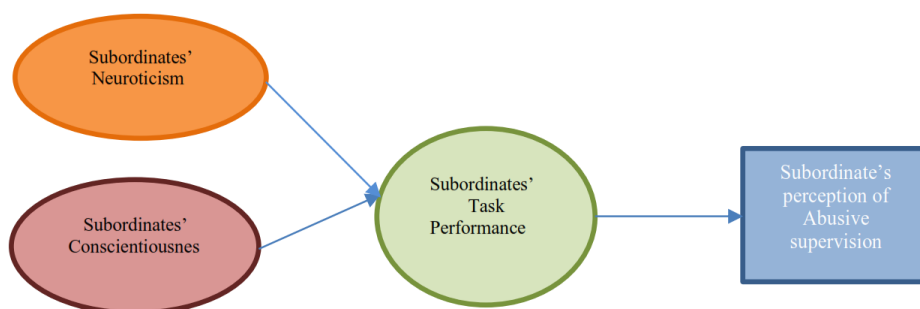 Subordinates'
Neuroticism
Subordinates'
Conscientiousnes
Subordinates'
Task
Performance
Subordinate's
perception of
Abusive
supervision